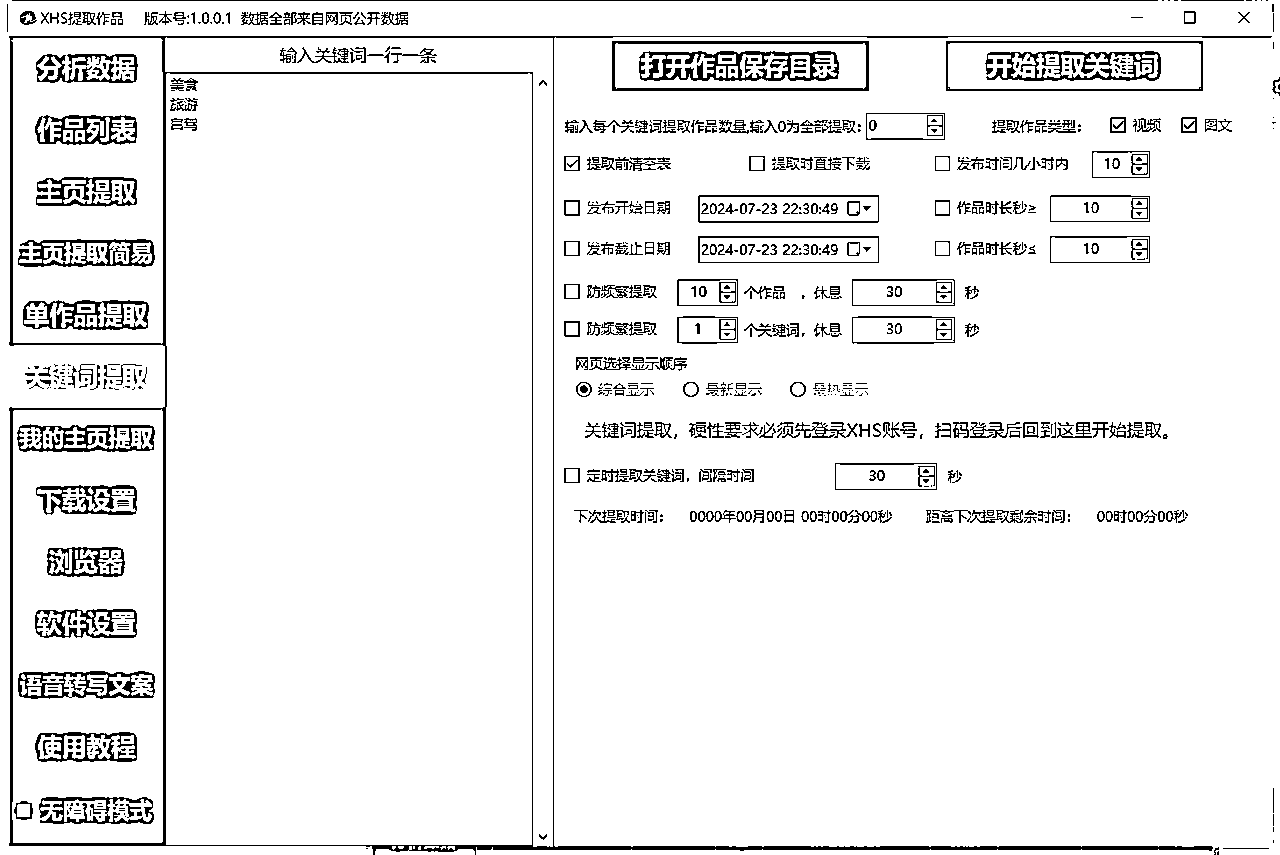 XHS提取作品 版本号:1.0.0.1 数据全部来自网页公开数据
分析数据
作品列表
主页提取
主页提取简易
单作品提取
关键词提取
我的主页提取
下载设置
浏览器
软件设置
语音转写文案
使用教程
无障碍模式
输入关键词一行一条
美食
旅游
宫驾
打开作品保存目录 开始提取关键词
输入每个关键词提取作品数量,输入0为全部提取: 0 提取作品类型: 视频 图文
提取前清空表 提取时直接下载 发布时间几小时内 10
发布开始日期 2024-07-23 22:30:49 作品时长秒≥ 10
发布截止日期 2024-07-23 22:30:49 作品时长秒≤ 10
防频繁提取 10 个作品 ,休息 30 秒
防频繁提取 1 个关键词,休息 30 秒
网页选择显示顺序
综合显示 最新显示 最热显示
关键词提取，硬性要求必须先登录XHS账号，扫码登录后回到这里开始提取。
定时提取关键词，间隔时间 30 秒
下次提取时间: 0000年00月00日 00时00分00秒 距离下次提取剩余时间: 00时00分00秒